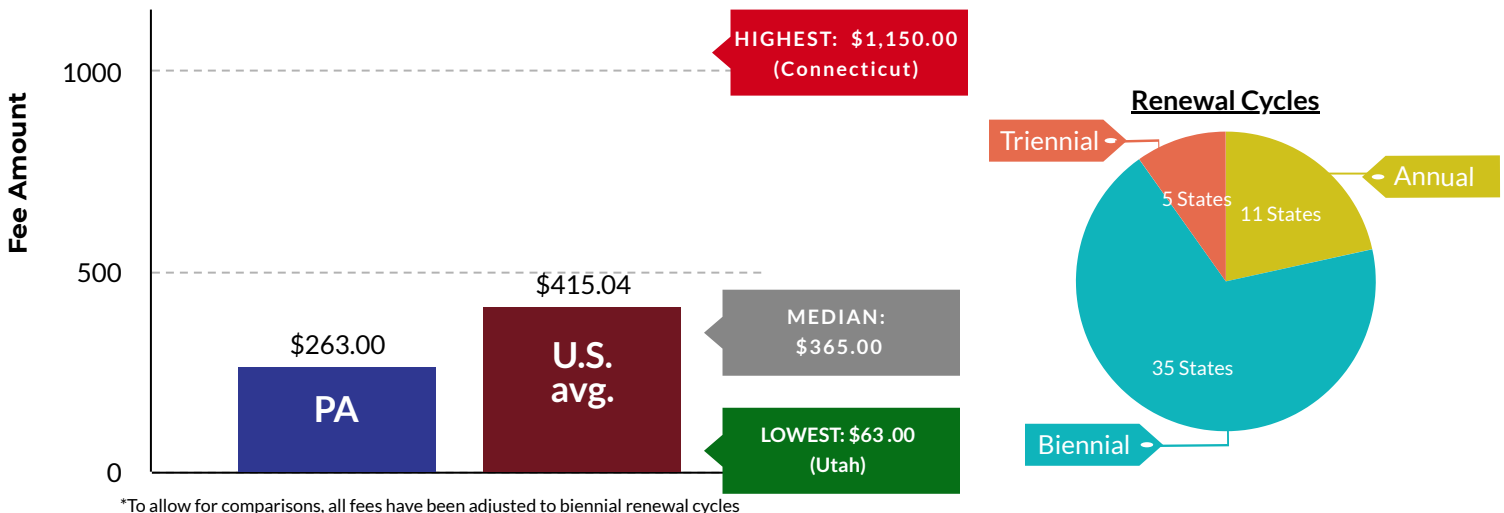 Fee Amount
1000
500
0
$263.00
PA
$415.04
U.S.
avg.
HIGHEST: $1,150.00
(Connecticut)
MEDIAN:
$365.00
LOWEST: $63.00
(Utah)
*To allow for comparisons, all fees have been adjusted to biennial renewal cycles
Renewal Cycles
Triennial
5 States
11 States
Annual
35 States
Biennial